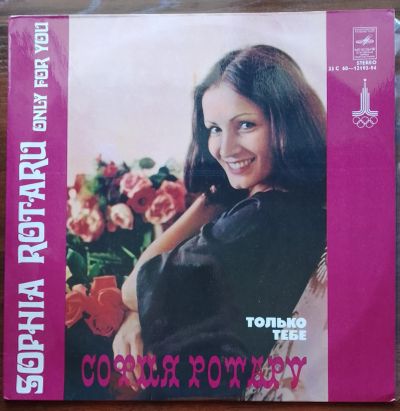 SOPHIA ROTARU ONLY FOR YOU
STEREO
ТОЛЬКО
ТЕБЕ
СОФИЯ РОТАРУ